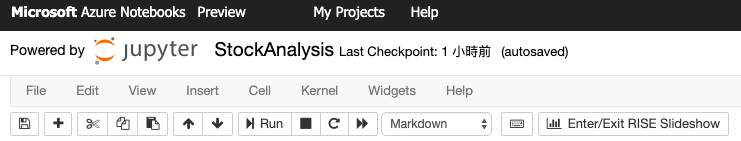 Microsoft Azure Notebooks Preview My Projects Help
Powered by jupyter StockAnalysis Last Checkpoint: 1 小時前 (autosaved)
File Edit View Insert Cell Kernel Widgets Help
Run Markdown Enter/Exit RISE Slideshow